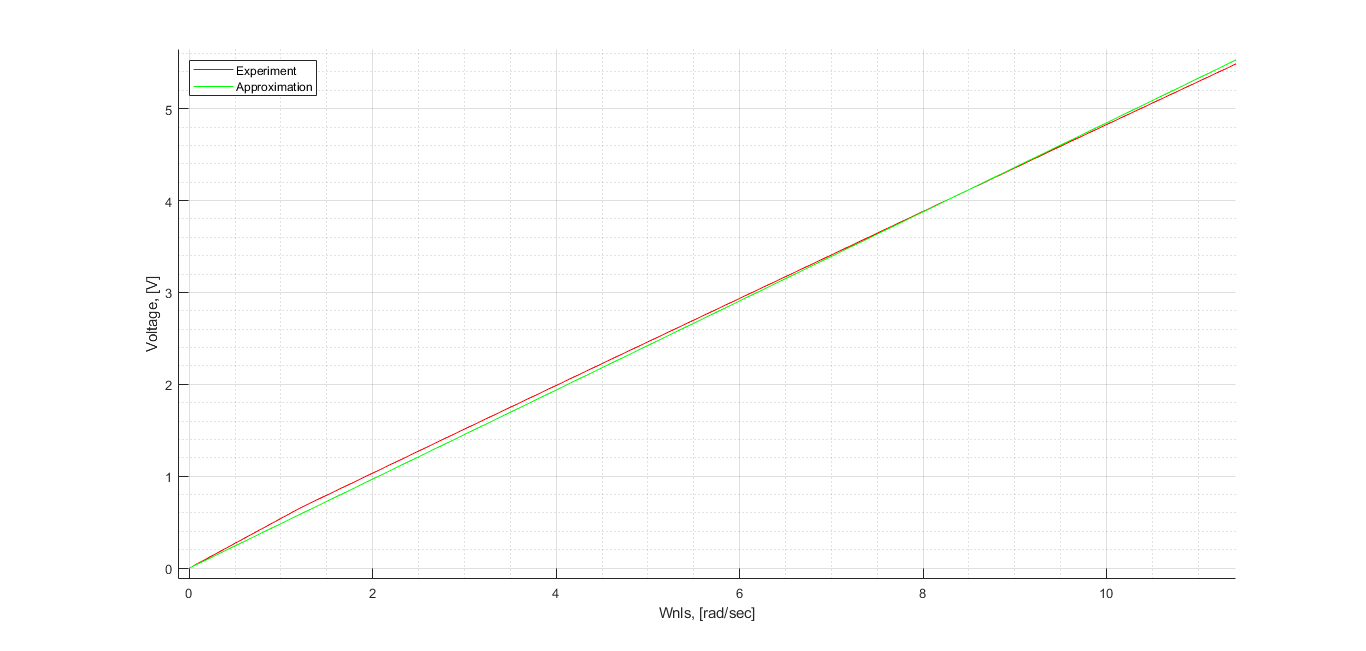 Experiment
Approximation
5
4
3
2
1
0
Voltage, [V]
0 2 4 6 8 10
Wnls, [rad/sec]